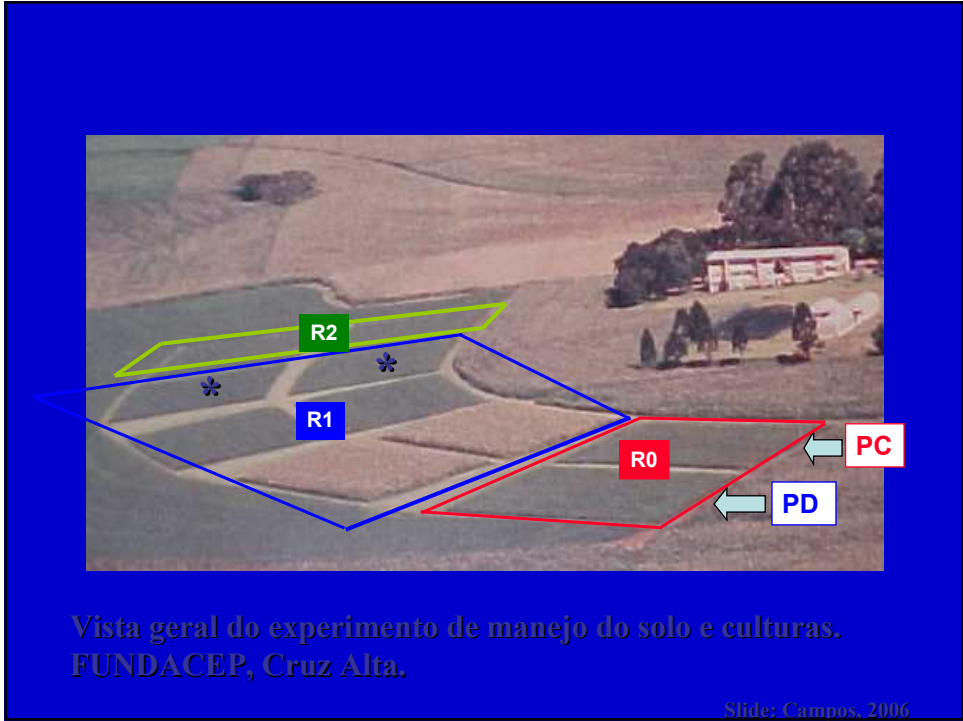 R2
*
*
R1
R0
PC
PD
Vista geral do experimento de manejo do solo e culturas.
FUNDACEP, Cruz Alta.
Slide: Campos, 2006